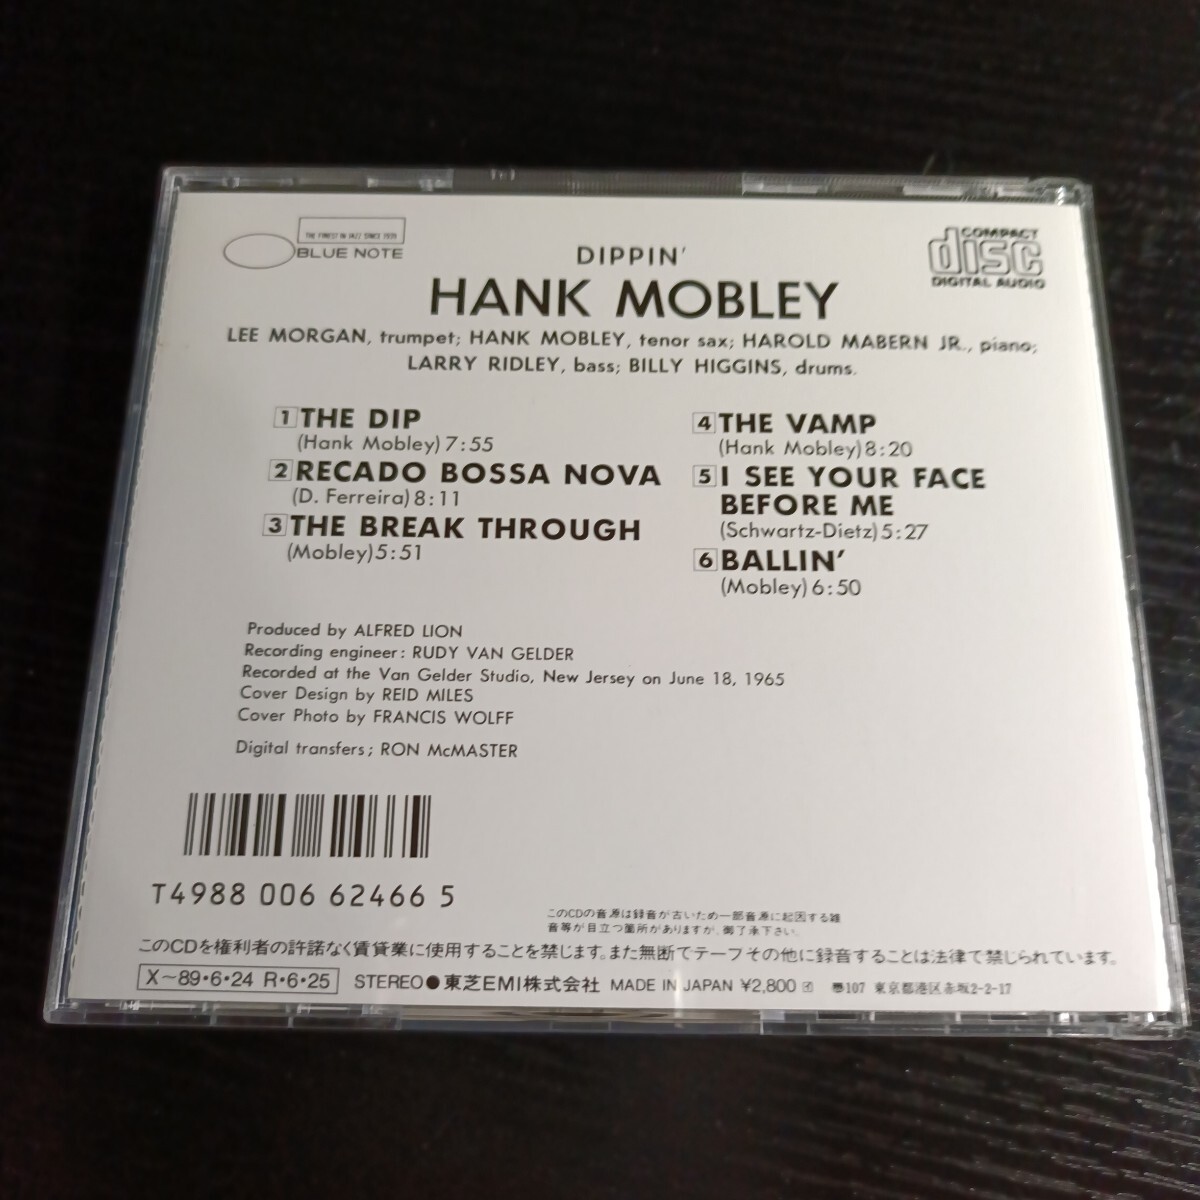 THE FINEST IN JAZZ SINCE 1939
BLUE NOTE
COMPACT
disc
DIGITAL AUDIO
DIPPIN'
HANK MOBLEY
LEE MORGAN, trumpet; HANK MOBLEY, tenor sax; HAROLD MABERN JR., piano;
LARRY RIDLEY, bass; BILLY HIGGINS, drums.
1 THE DIP
(Hank Mobley) 7:55
2 RECADO BOSSA NOVA
(D. Ferreira) 8:11
3 THE BREAK THROUGH
(Mobley) 5:51
4 THE VAMP
(Hank Mobley) 8:20
5 I SEE YOUR FACE
BEFORE ME
(Schwartz-Dietz) 5:27
6 BALLIN'
(Mobley) 6:50
Produced by ALFRED LION
Recording engineer: RUDY VAN GELDER
Recorded at the Van Gelder Studio, New Jersey on June 18, 1965
Cover Design by REID MILES
Cover Photo by FRANCIS WOLFF
Digital transfers; RON McMASTER
T4988 006 62466 5
このCDの音源は録音が古いため一部音源に起因する雑
音等が目立つ箇所がありますが、御了承下さい。
このCDを権利者の許諾なく賃貸業に使用することを禁じます。また無断でテープその他に録音することは法律で禁じられています。
X〜89・6・24 R・6・25 STEREO●東芝EMI株式会社 MADE IN JAPAN ¥2,800 107 東京都港区赤坂2-2-17